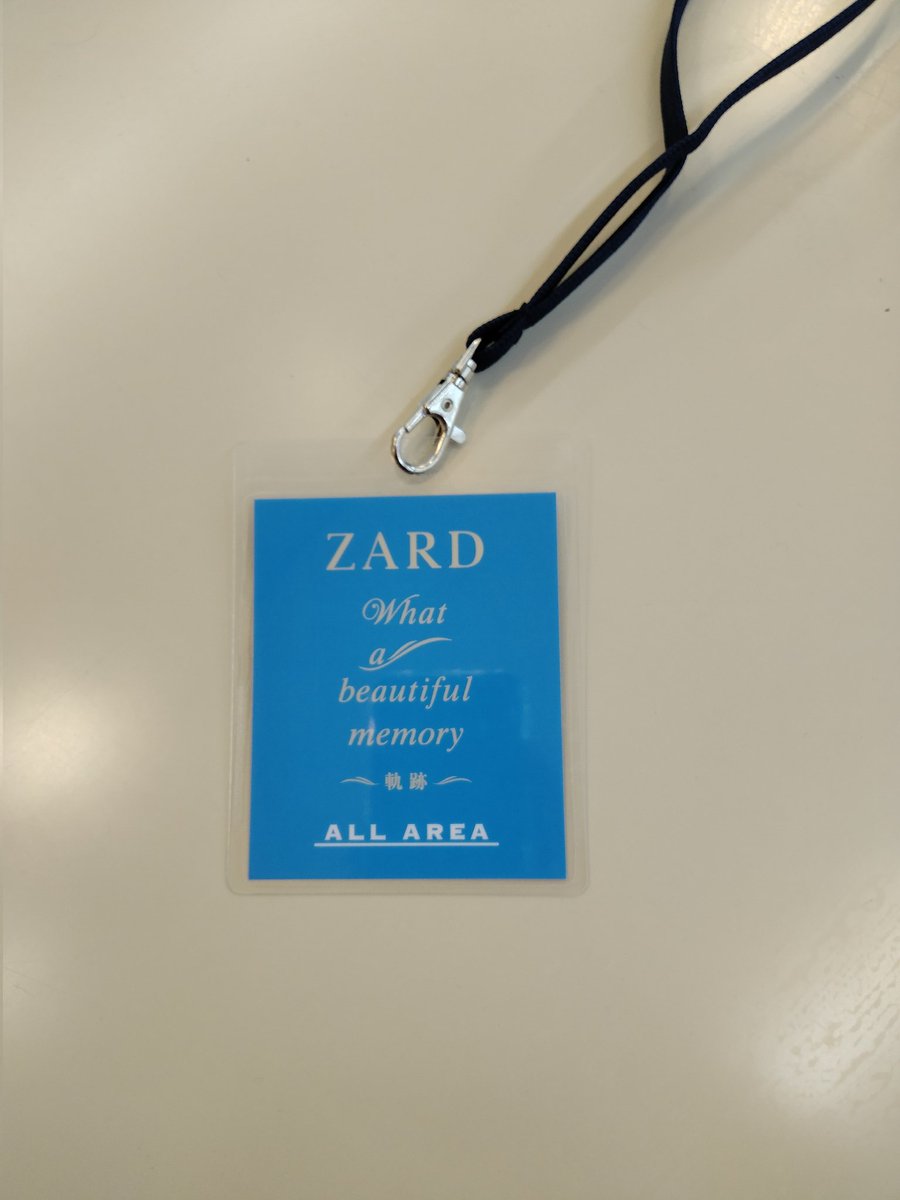 ZARD
What
a
beautiful
memory
軌跡
ALL AREA